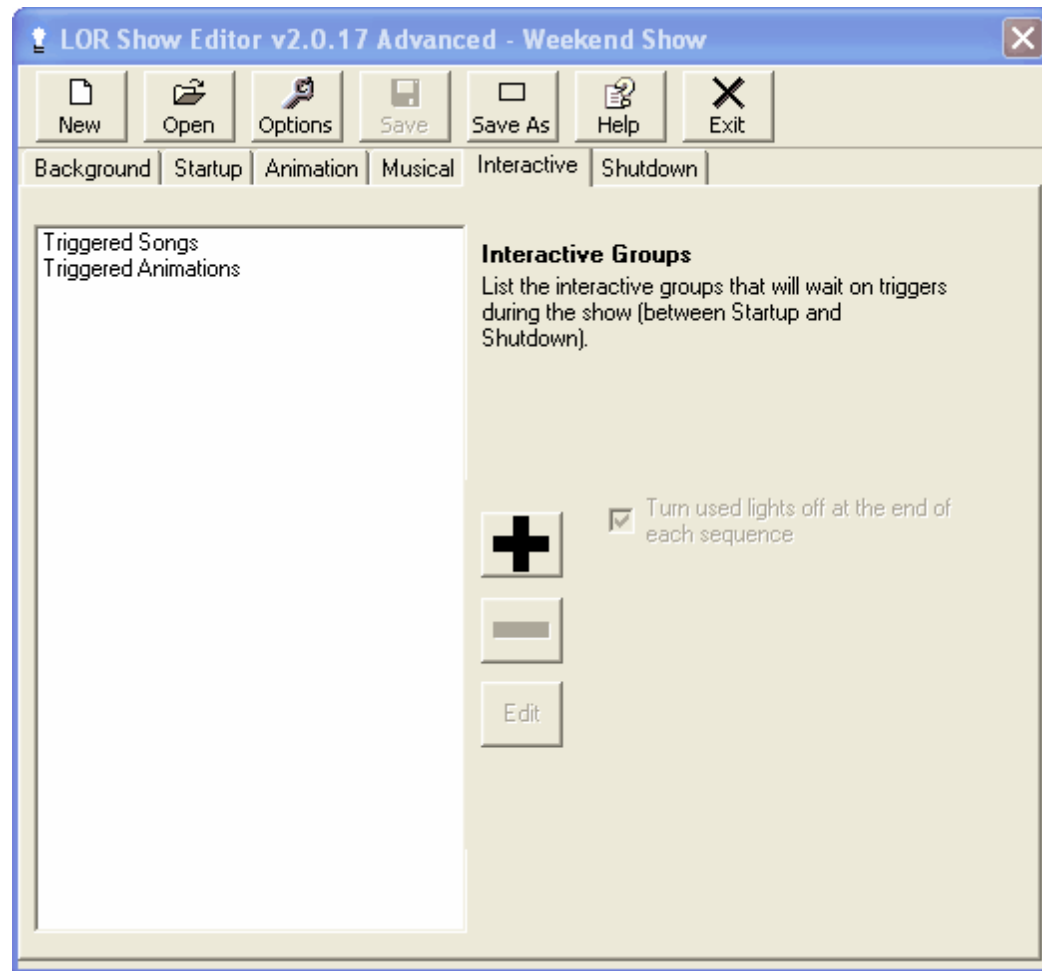 LOR Show Editor v2.0.17 Advanced - Weekend Show
New Open Options Save Save As Help Exit
Background Startup Animation Musical Interactive Shutdown
Triggered Songs
Triggered Animations
Interactive Groups
List the interactive groups that will wait on triggers
during the show (between Startup and
Shutdown).
Turn used lights off at the end of
each sequence
Edit